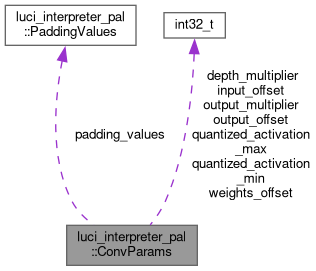 luci_interpreter_pal
::PaddingValues
int32_t
padding_values
depth_multiplier
input_offset
output_multiplier
output_offset
quantized_activation
_max
quantized_activation
_min
weights_offset
luci_interpreter_pal
::ConvParams